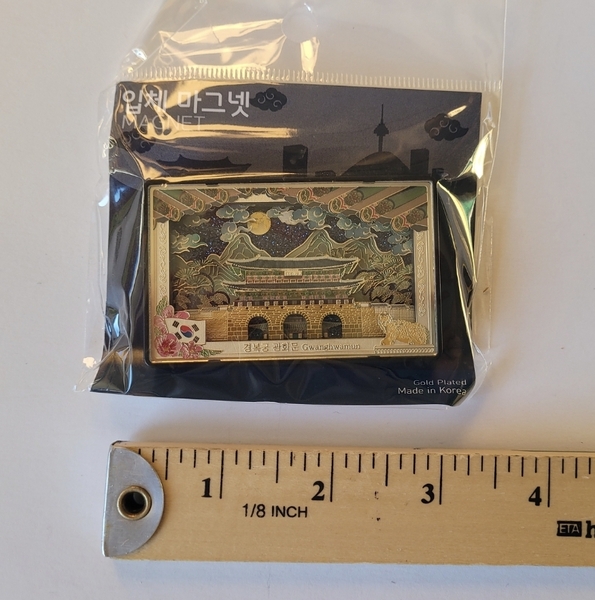 입체 마그넷
MAGNET
경복궁 광화문 Gwanghwamun
Gold Plated
Made in Korea
1 2 3 4
1/8 INCH
ETA h